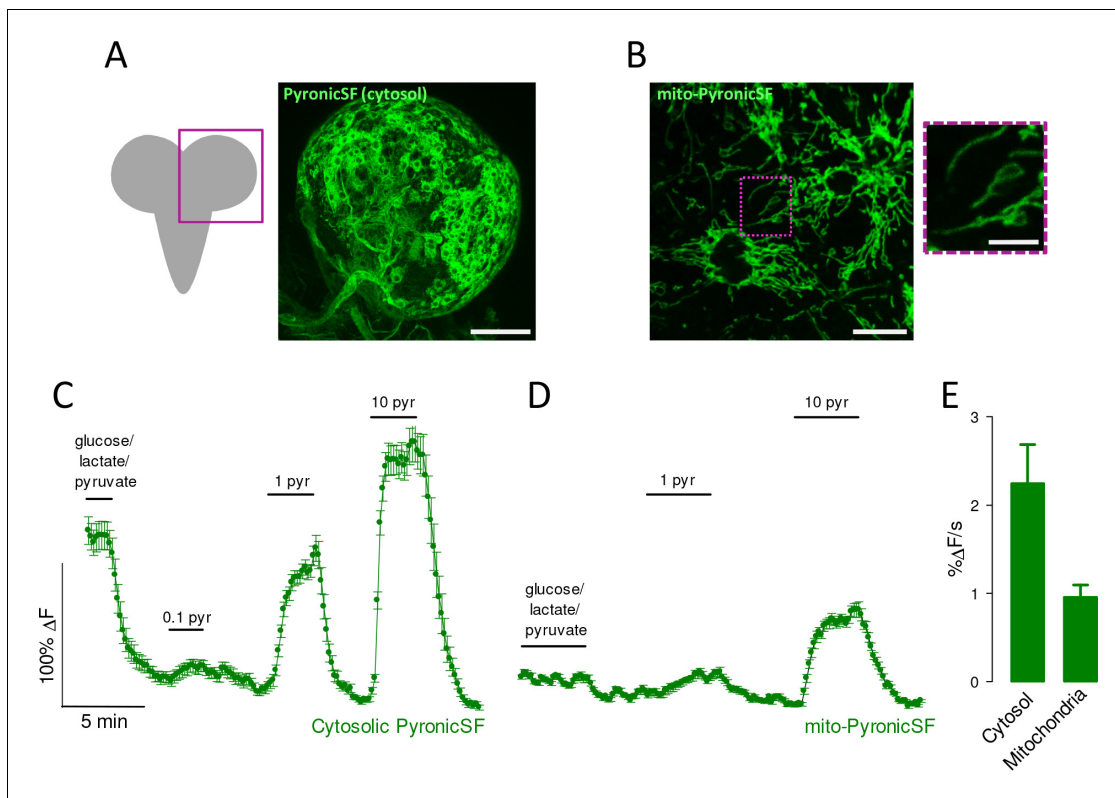 A
B
PyronicSF (cytosol)
mito-PyronicSF
C
D
E
10 pyr
glucose/
lactate/
pyruvate
1 pyr
0.1 pyr
100% ΔF
5 min
Cytosolic PyronicSF
10 pyr
1 pyr
glucose/
lactate/
pyruvate
mito-PyronicSF
%ΔF/s
3
2
1
0
Cytosol
Mitochondria